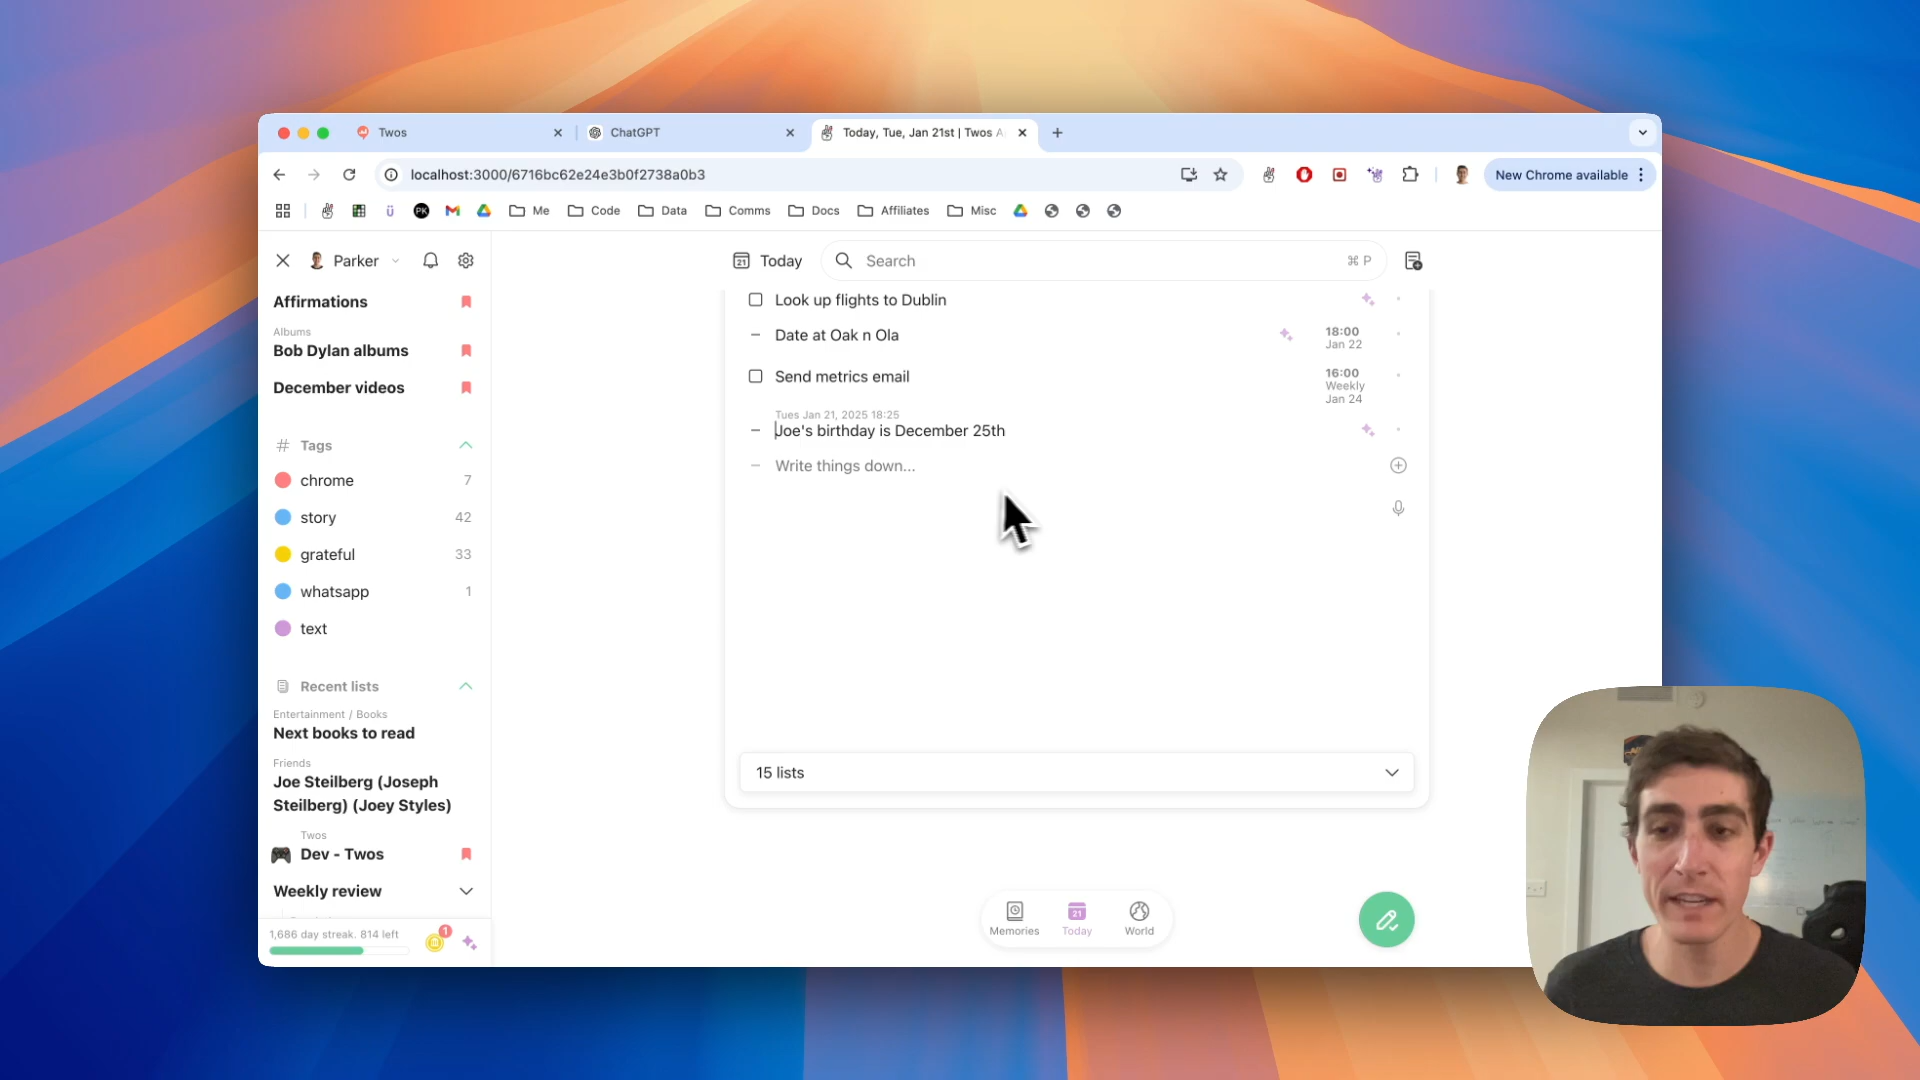 Twos
ChatGPT
Today, Tue, Jan 21st | Twos A
localhost:3000/6716bc62e24e3b0f2738a0b3
New Chrome available
PK
Me
Code
Data
Comms
Docs
Affiliates
Misc
Parker
Affirmations
Albums
Bob Dylan albums
December videos
Tags
chrome 7
story 42
grateful 33
whatsapp 1
text
Recent lists
Entertainment / Books
Next books to read
Friends
Joe Steilberg (Joseph
Steilberg) (Joey Styles)
Twos
Dev - Twos
Weekly review
1,686 day streak. 814 left
1
21 Today
Search ⌘ P
Look up flights to Dublin
Date at Oak n Ola
18:00
Jan 22
Send metrics email
16:00
Weekly
Jan 24
Tues Jan 21, 2025 18:25
Joe's birthday is December 25th
Write things down...
15 lists
Memories
21
Today
World